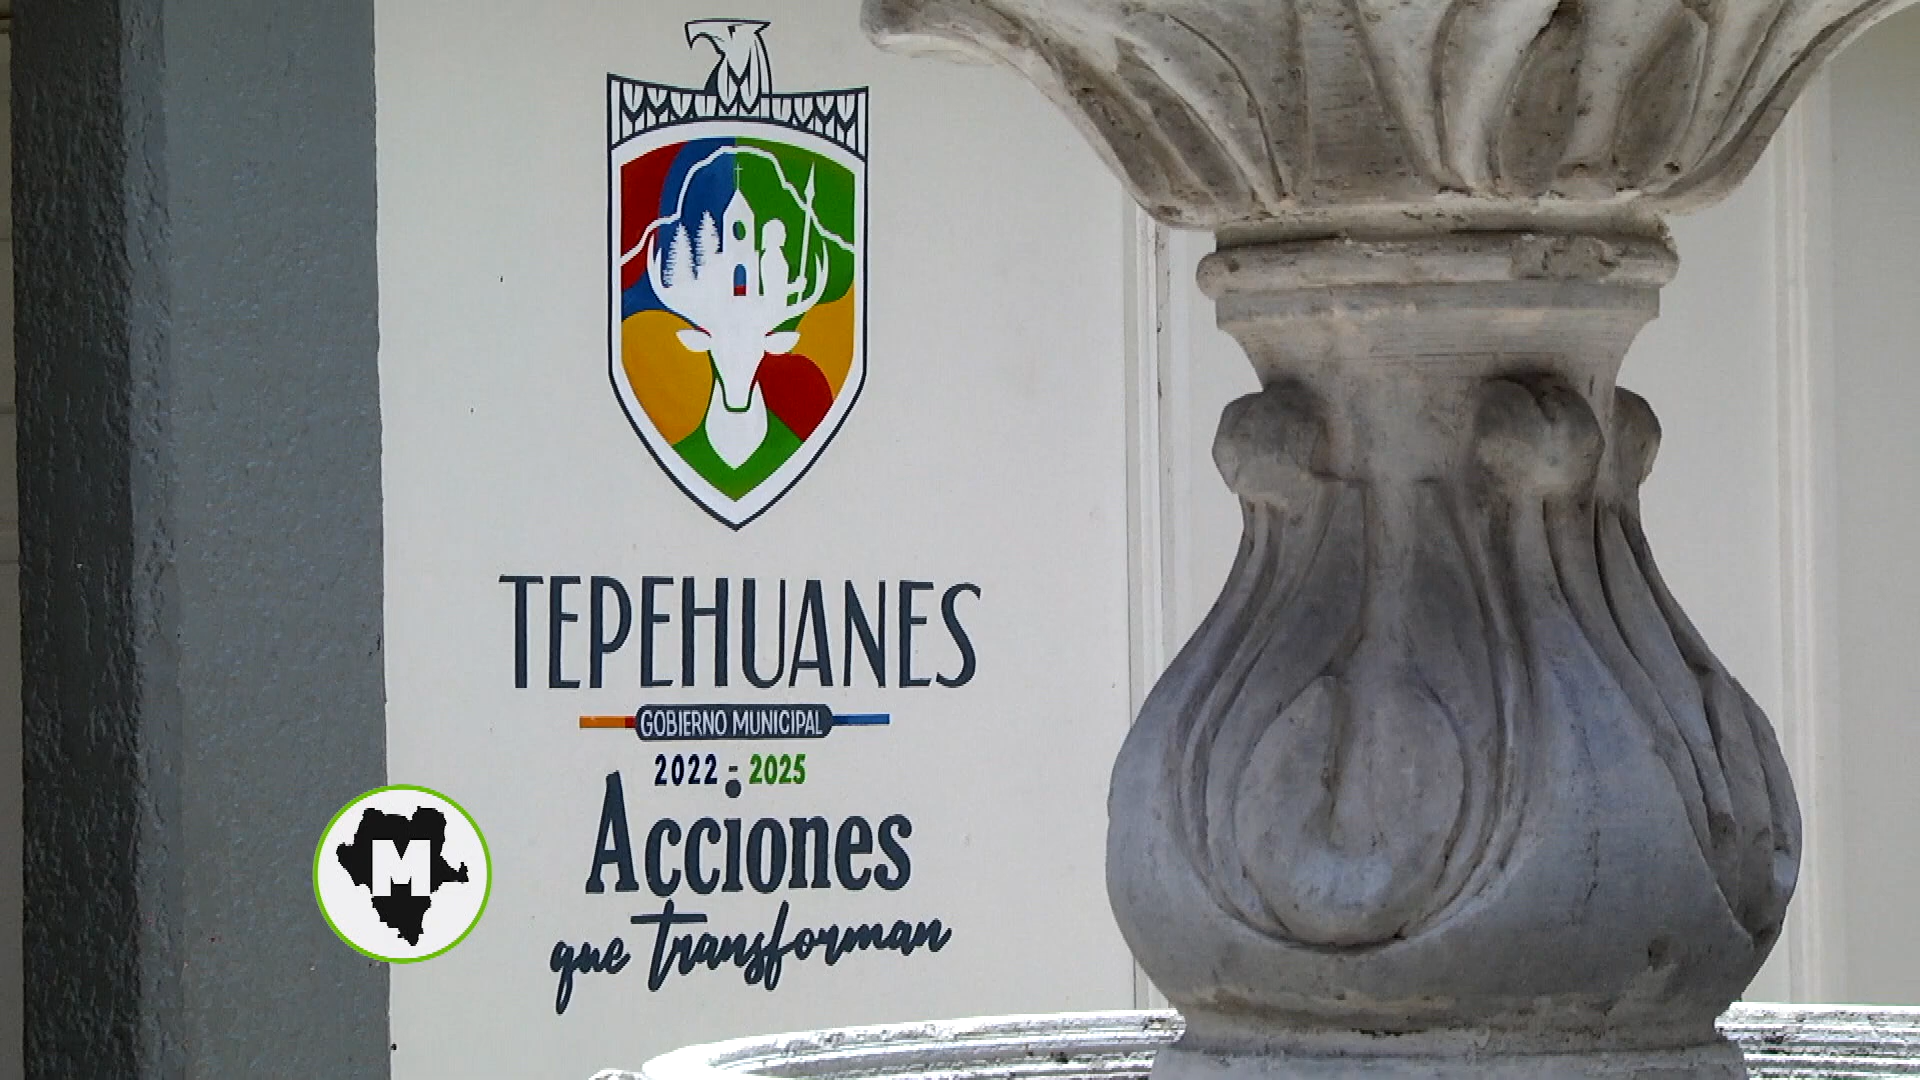 TEPEHUANES
GOBIERNO MUNICIPAL
2022 - 2025
Acciones
que transforman
M